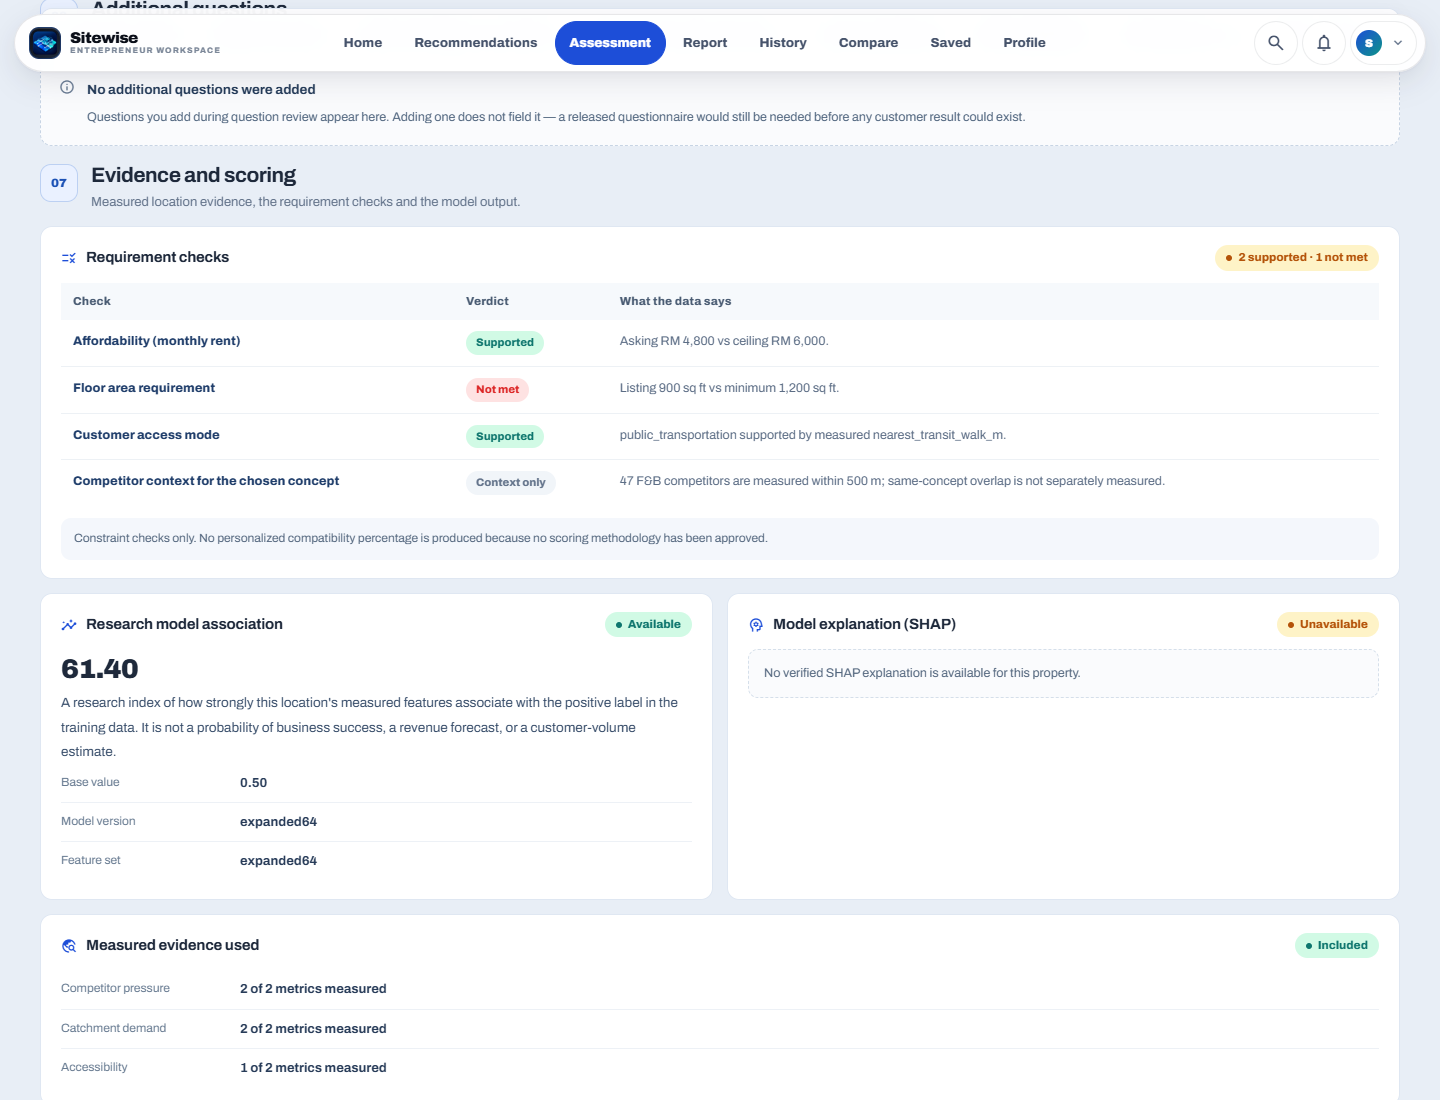 Additional questions
Sitewise
ENTREPRENEUR WORKSPACE
Home
Recommendations
Assessment
Report
History
Compare
Saved
Profile
S
No additional questions were added
Questions you add during question review appear here. Adding one does not field it — a released questionnaire would still be needed before any customer result could exist.
07
Evidence and scoring
Measured location evidence, the requirement checks and the model output.
Requirement checks
2 supported · 1 not met
Check
Verdict
What the data says
Affordability (monthly rent)
Supported
Asking RM 4,800 vs ceiling RM 6,000.
Floor area requirement
Not met
Listing 900 sq ft vs minimum 1,200 sq ft.
Customer access mode
Supported
public_transportation supported by measured nearest_transit_walk_m.
Competitor context for the chosen concept
Context only
47 F&B competitors are measured within 500 m; same-concept overlap is not separately measured.
Constraint checks only. No personalized compatibility percentage is produced because no scoring methodology has been approved.
Research model association
Available
61.40
A research index of how strongly this location's measured features associate with the positive label in the
training data. It is not a probability of business success, a revenue forecast, or a customer-volume
estimate.
Base value
0.50
Model version
expanded64
Feature set
expanded64
Model explanation (SHAP)
Unavailable
No verified SHAP explanation is available for this property.
Measured evidence used
Included
Competitor pressure
2 of 2 metrics measured
Catchment demand
2 of 2 metrics measured
Accessibility
1 of 2 metrics measured